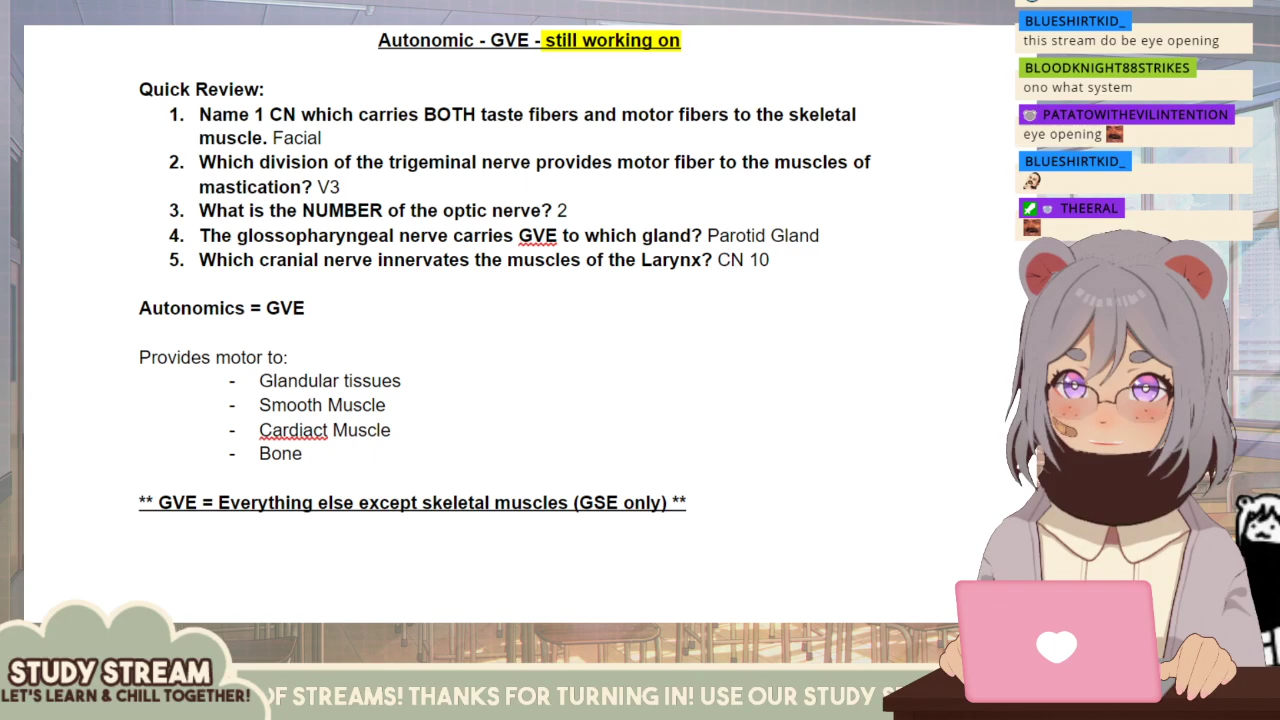 Autonomic - GVE - still working on
Quick Review:
1. Name 1 CN which carries BOTH taste fibers and motor fibers to the skeletal
muscle. Facial
2. Which division of the trigeminal nerve provides motor fiber to the muscles of
mastication? V3
3. What is the NUMBER of the optic nerve? 2
4. The glossopharyngeal nerve carries GVE to which gland? Parotid Gland
5. Which cranial nerve innervates the muscles of the Larynx? CN 10
Autonomics = GVE
Provides motor to:
- Glandular tissues
- Smooth Muscle
- Cardiact Muscle
- Bone
** GVE = Everything else except skeletal muscles (GSE only) **
BLUESHIRTKID_
this stream do be eye opening
BLOODKNIGHT88STRIKES
ono what system
PATATOWITHEVILINTENTION
eye opening
BLUESHIRTKID_
THEERAL
STUDY STREAM
LET'S LEARN & CHILL TOGETHER!
OF STREAMS! THANKS FOR TURNING IN! USE OUR STUDY